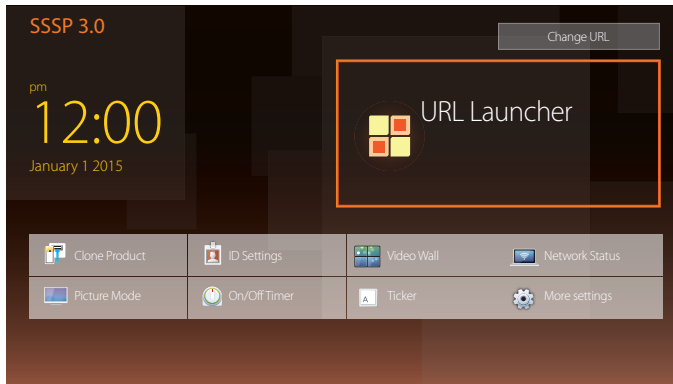 SSSP 3.0
Change URL
pm
12:00
January 1 2015
URL Launcher
Clone Product
ID Settings
Video Wall
Network Status
Picture Mode
On/Off Timer
A
Ticker
More settings